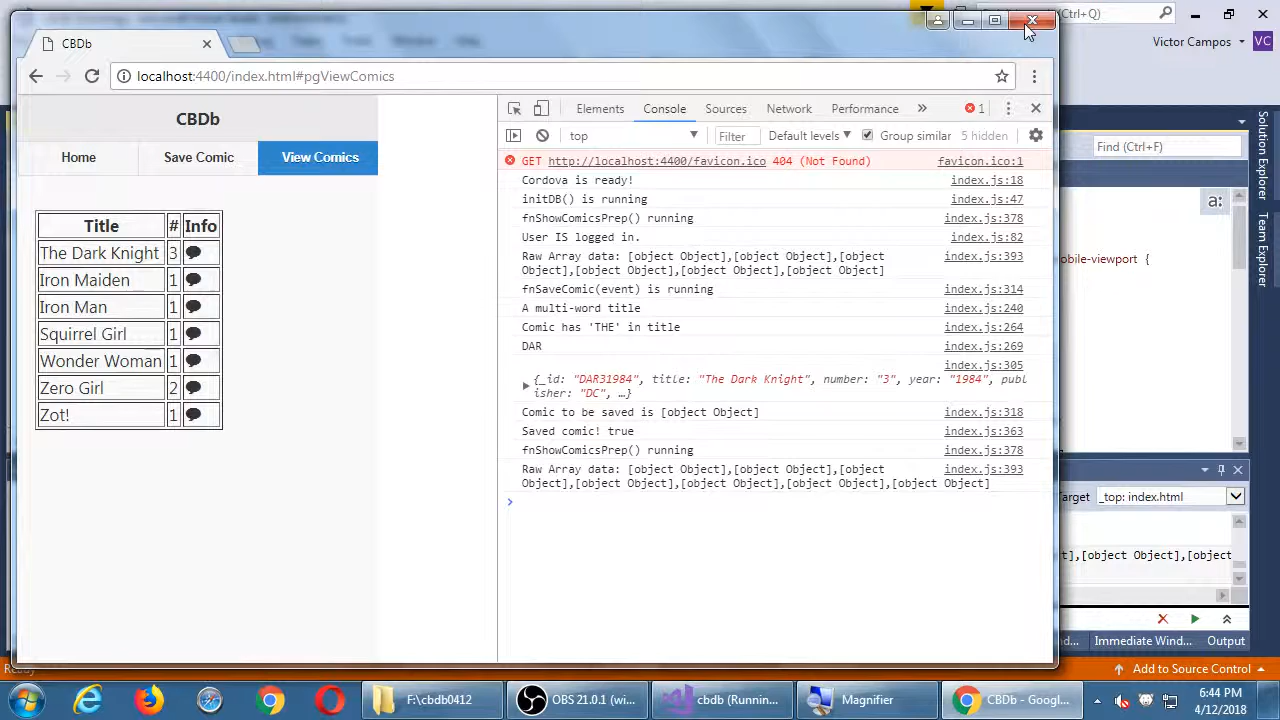 (Ctrl+Q)
CBDb
Victor Campos
VC
localhost:4400/index.html#pgViewComics
CBDb
Home
Save Comic
View Comics
Title # Info
The Dark Knight 3
Iron Maiden 1
Iron Man 1
Squirrel Girl 1
Wonder Woman 1
Zero Girl 2
Zot! 1
Elements Console Sources Network Performance » 1
top Filter Default levels Group similar 5 hidden
GET http://localhost:4400/favicon.ico 404 (Not Found) favicon.ico:1
Cordova is ready! index.js:18
initDB() is running index.js:47
fnShowComicsPrep() running index.js:378
User IS logged in. index.js:82
Raw Array data: [object Object],[object Object],[object index.js:393
Object],[object Object],[object Object],[object Object]
fnSaveComic(event) is running index.js:314
A multi-word title index.js:240
Comic has 'THE' in title index.js:264
DAR index.js:269
index.js:305
{_id: "DAR31984", title: "The Dark Knight", number: "3", year: "1984", publ
isher: "DC", …}
Comic to be saved is [object Object] index.js:318
Saved comic! true index.js:363
fnShowComicsPrep() running index.js:378
Raw Array data: [object Object],[object Object],[object index.js:393
Object],[object Object],[object Object],[object Object],[object Object]
Find (Ctrl+F)
a:
obile-viewport {
Solution Explorer
Team Explorer
Target _top: index.html
],[object Object],[object
d... Immediate Wind... Output
Ready
Add to Source Control
F:\cbdb0412
OBS 21.0.1 (wi...
cbdb (Runnin...
Magnifier
CBDb - Googl...
6:44 PM
4/12/2018